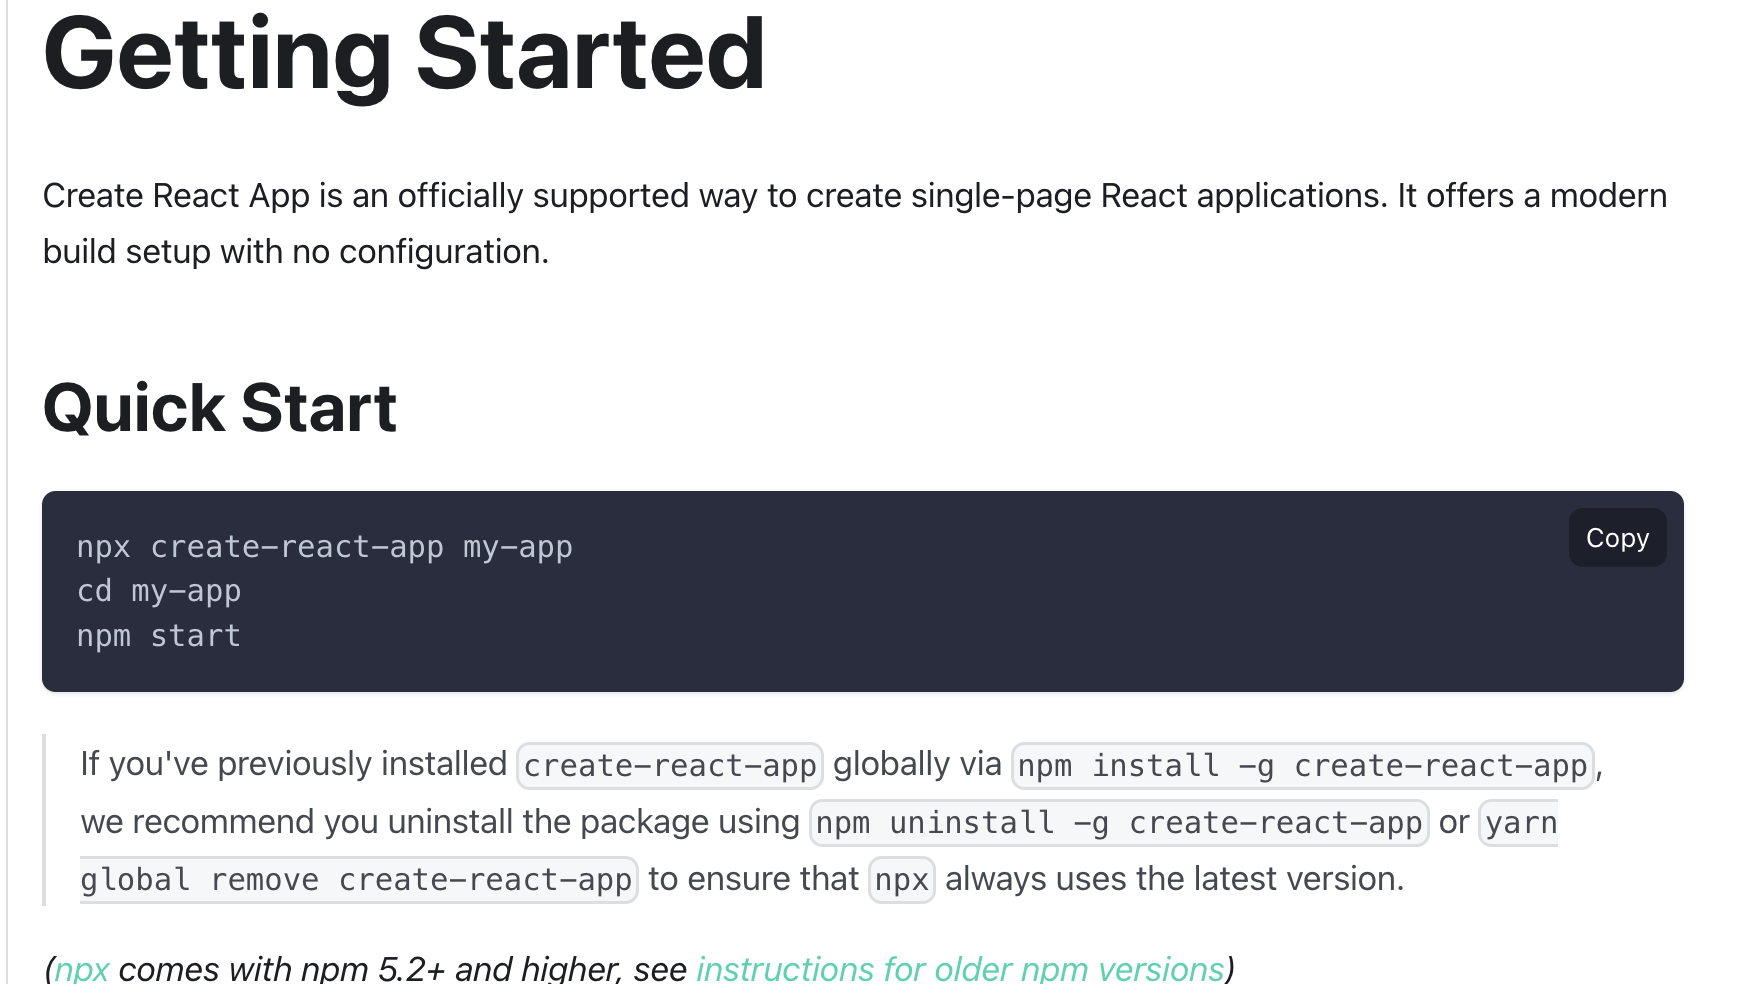 Getting Started
Create React App is an officially supported way to create single-page React applications. It offers a modern
build setup with no configuration.
Quick Start
npx create-react-app my-app
Copy
cd my-app
npm start
If you've previously installed create-react-app globally via npm install -g create-react-app,
we recommend you uninstall the package using npm uninstall -g create-react-app or yarn
global remove create-react-app to ensure that npx always uses the latest version.
(npx comes with npm 5.2+ and higher, see instructions for older npm versions)